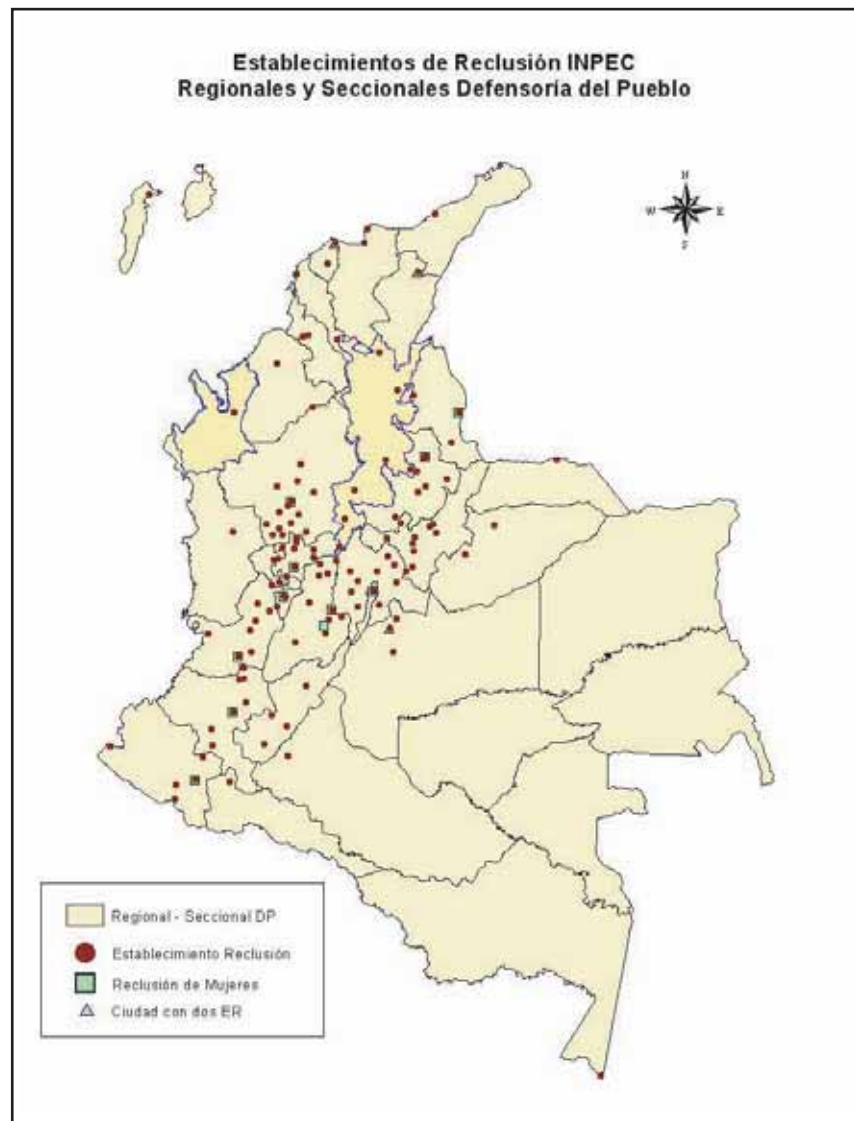 Establecimientos de Reclusión INPEC
Regionales y Seccionales Defensoría del Pueblo
N
W E
S
Regional - Seccional DP
Establecimiento Reclusión
Reclusión de Mujeres
Ciudad con dos ER